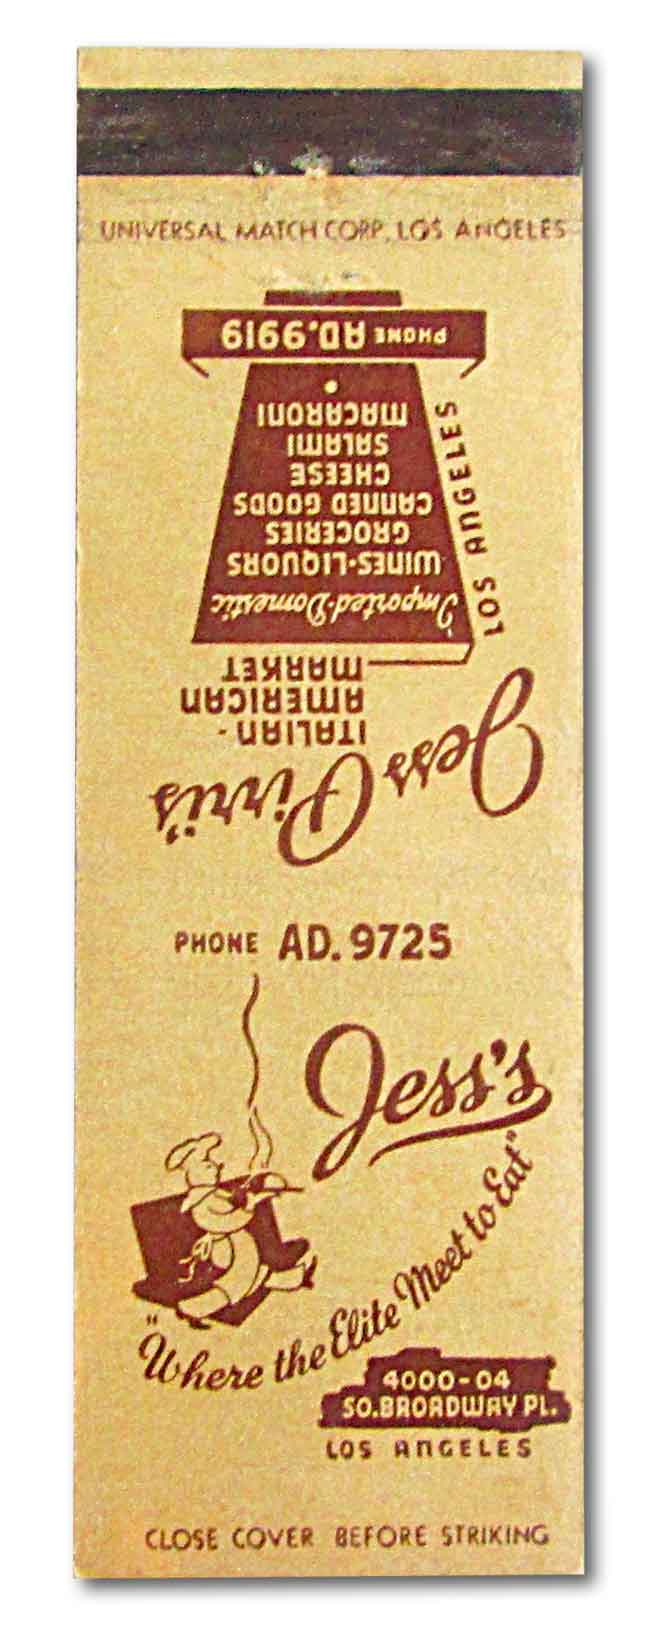 UNIVERSAL MATCH CORP., LOS ANGELES
Jess Pirri's
ITALIAN-
AMERICAN
MARKET
Imported-Domestic
WINES-LIQUORS
GROCERIES
CANNED GOODS
CHEESE
SALAMI
MACARONI
LOS ANGELES
PHONE AD.9919
PHONE AD. 9725
Jess's
"Where the Elite Meet to Eat"
4000-04
SO. BROADWAY PL.
LOS ANGELES
CLOSE COVER BEFORE STRIKING